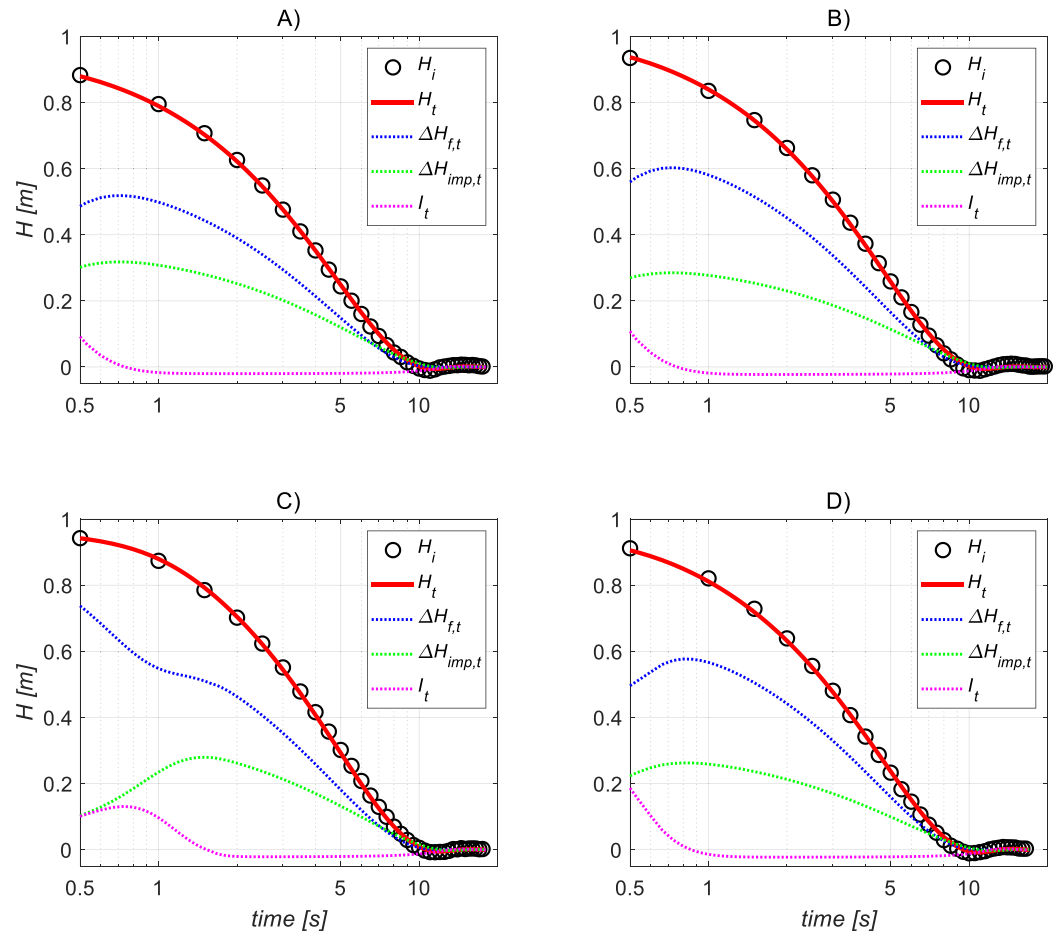 A)
1
0.8
0.6
0.4
0.2
0
H [m]
0.5
1
5
10
H_i
H_t
ΔH_f,t
ΔH_imp,t
I_t
B)
1
0.8
0.6
0.4
0.2
0
0.5
1
5
10
H_i
H_t
ΔH_f,t
ΔH_imp,t
I_t
C)
1
0.8
0.6
0.4
0.2
0
H [m]
0.5
1
5
10
time [s]
H_i
H_t
ΔH_f,t
ΔH_imp,t
I_t
D)
1
0.8
0.6
0.4
0.2
0
0.5
1
5
10
time [s]
H_i
H_t
ΔH_f,t
ΔH_imp,t
I_t